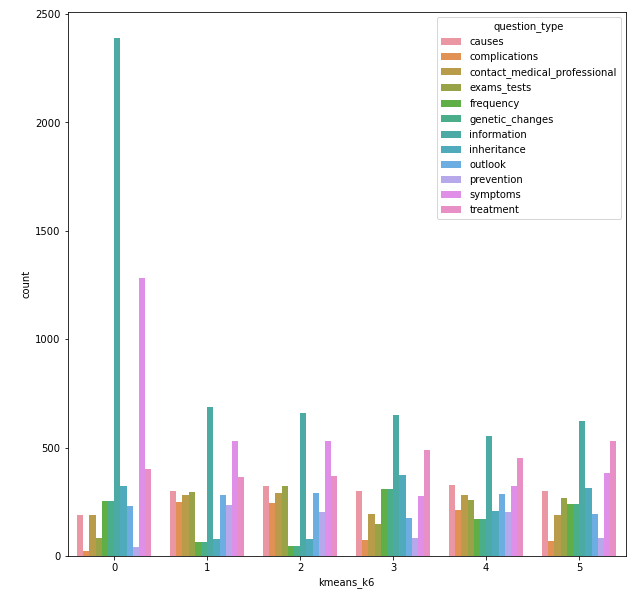 2500
2000
1500
1000
500
0
count
question_type
causes
complications
contact_medical_professional
exams_tests
frequency
genetic_changes
information
inheritance
outlook
prevention
symptoms
treatment
0 1 2 3 4 5
kmeans_k6